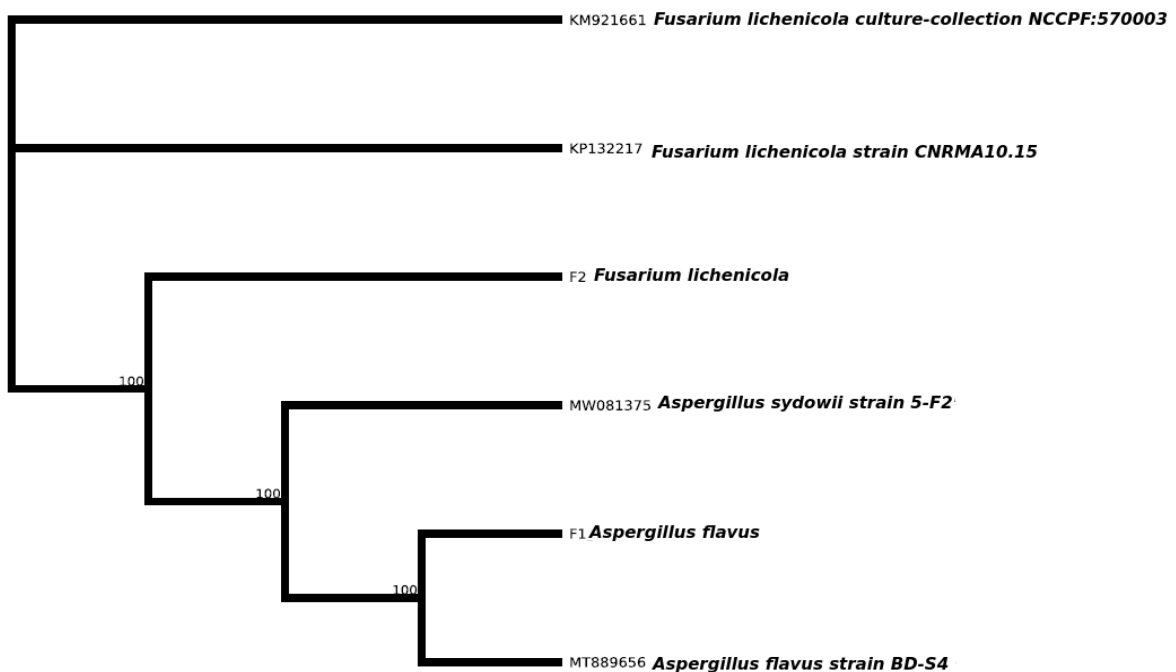 KM921661 Fusarium lichenicola culture-collection NCCPF:570003
KP132217 Fusarium lichenicola strain CNRMA10.15
F2 Fusarium lichenicola
100
MW081375 Aspergillus sydowii strain 5-F2
100
F1 Aspergillus flavus
100
MT889656 Aspergillus flavus strain BD-S4